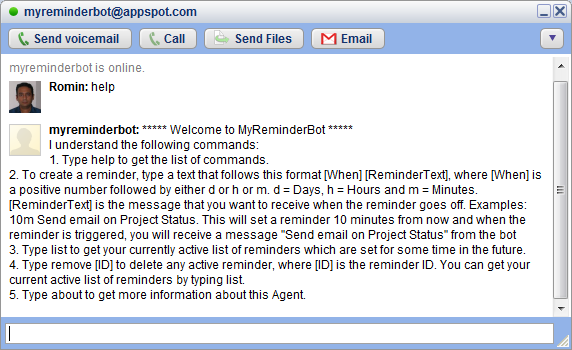 myreminderbot@appspot.com
Send voicemail
Call
Send Files
Email
myreminderbot is online.
Romin: help
myreminderbot: ***** Welcome to MyReminderBot *****
I understand the following commands:
1. Type help to get the list of commands.
2. To create a reminder, type a text that follows this format [When] [ReminderText], where [When] is
a positive number followed by either d or h or m. d = Days, h = Hours and m = Minutes.
[ReminderText] is the message that you want to receive when the reminder goes off. Examples:
10m Send email on Project Status. This will set a reminder 10 minutes from now and when the
reminder is triggered, you will receive a message "Send email on Project Status" from the bot
3. Type list to get your currently active list of reminders which are set for some time in the future.
4. Type remove [ID] to delete any active reminder, where [ID] is the reminder ID. You can get your
current active list of reminders by typing list.
5. Type about to get more information about this Agent.